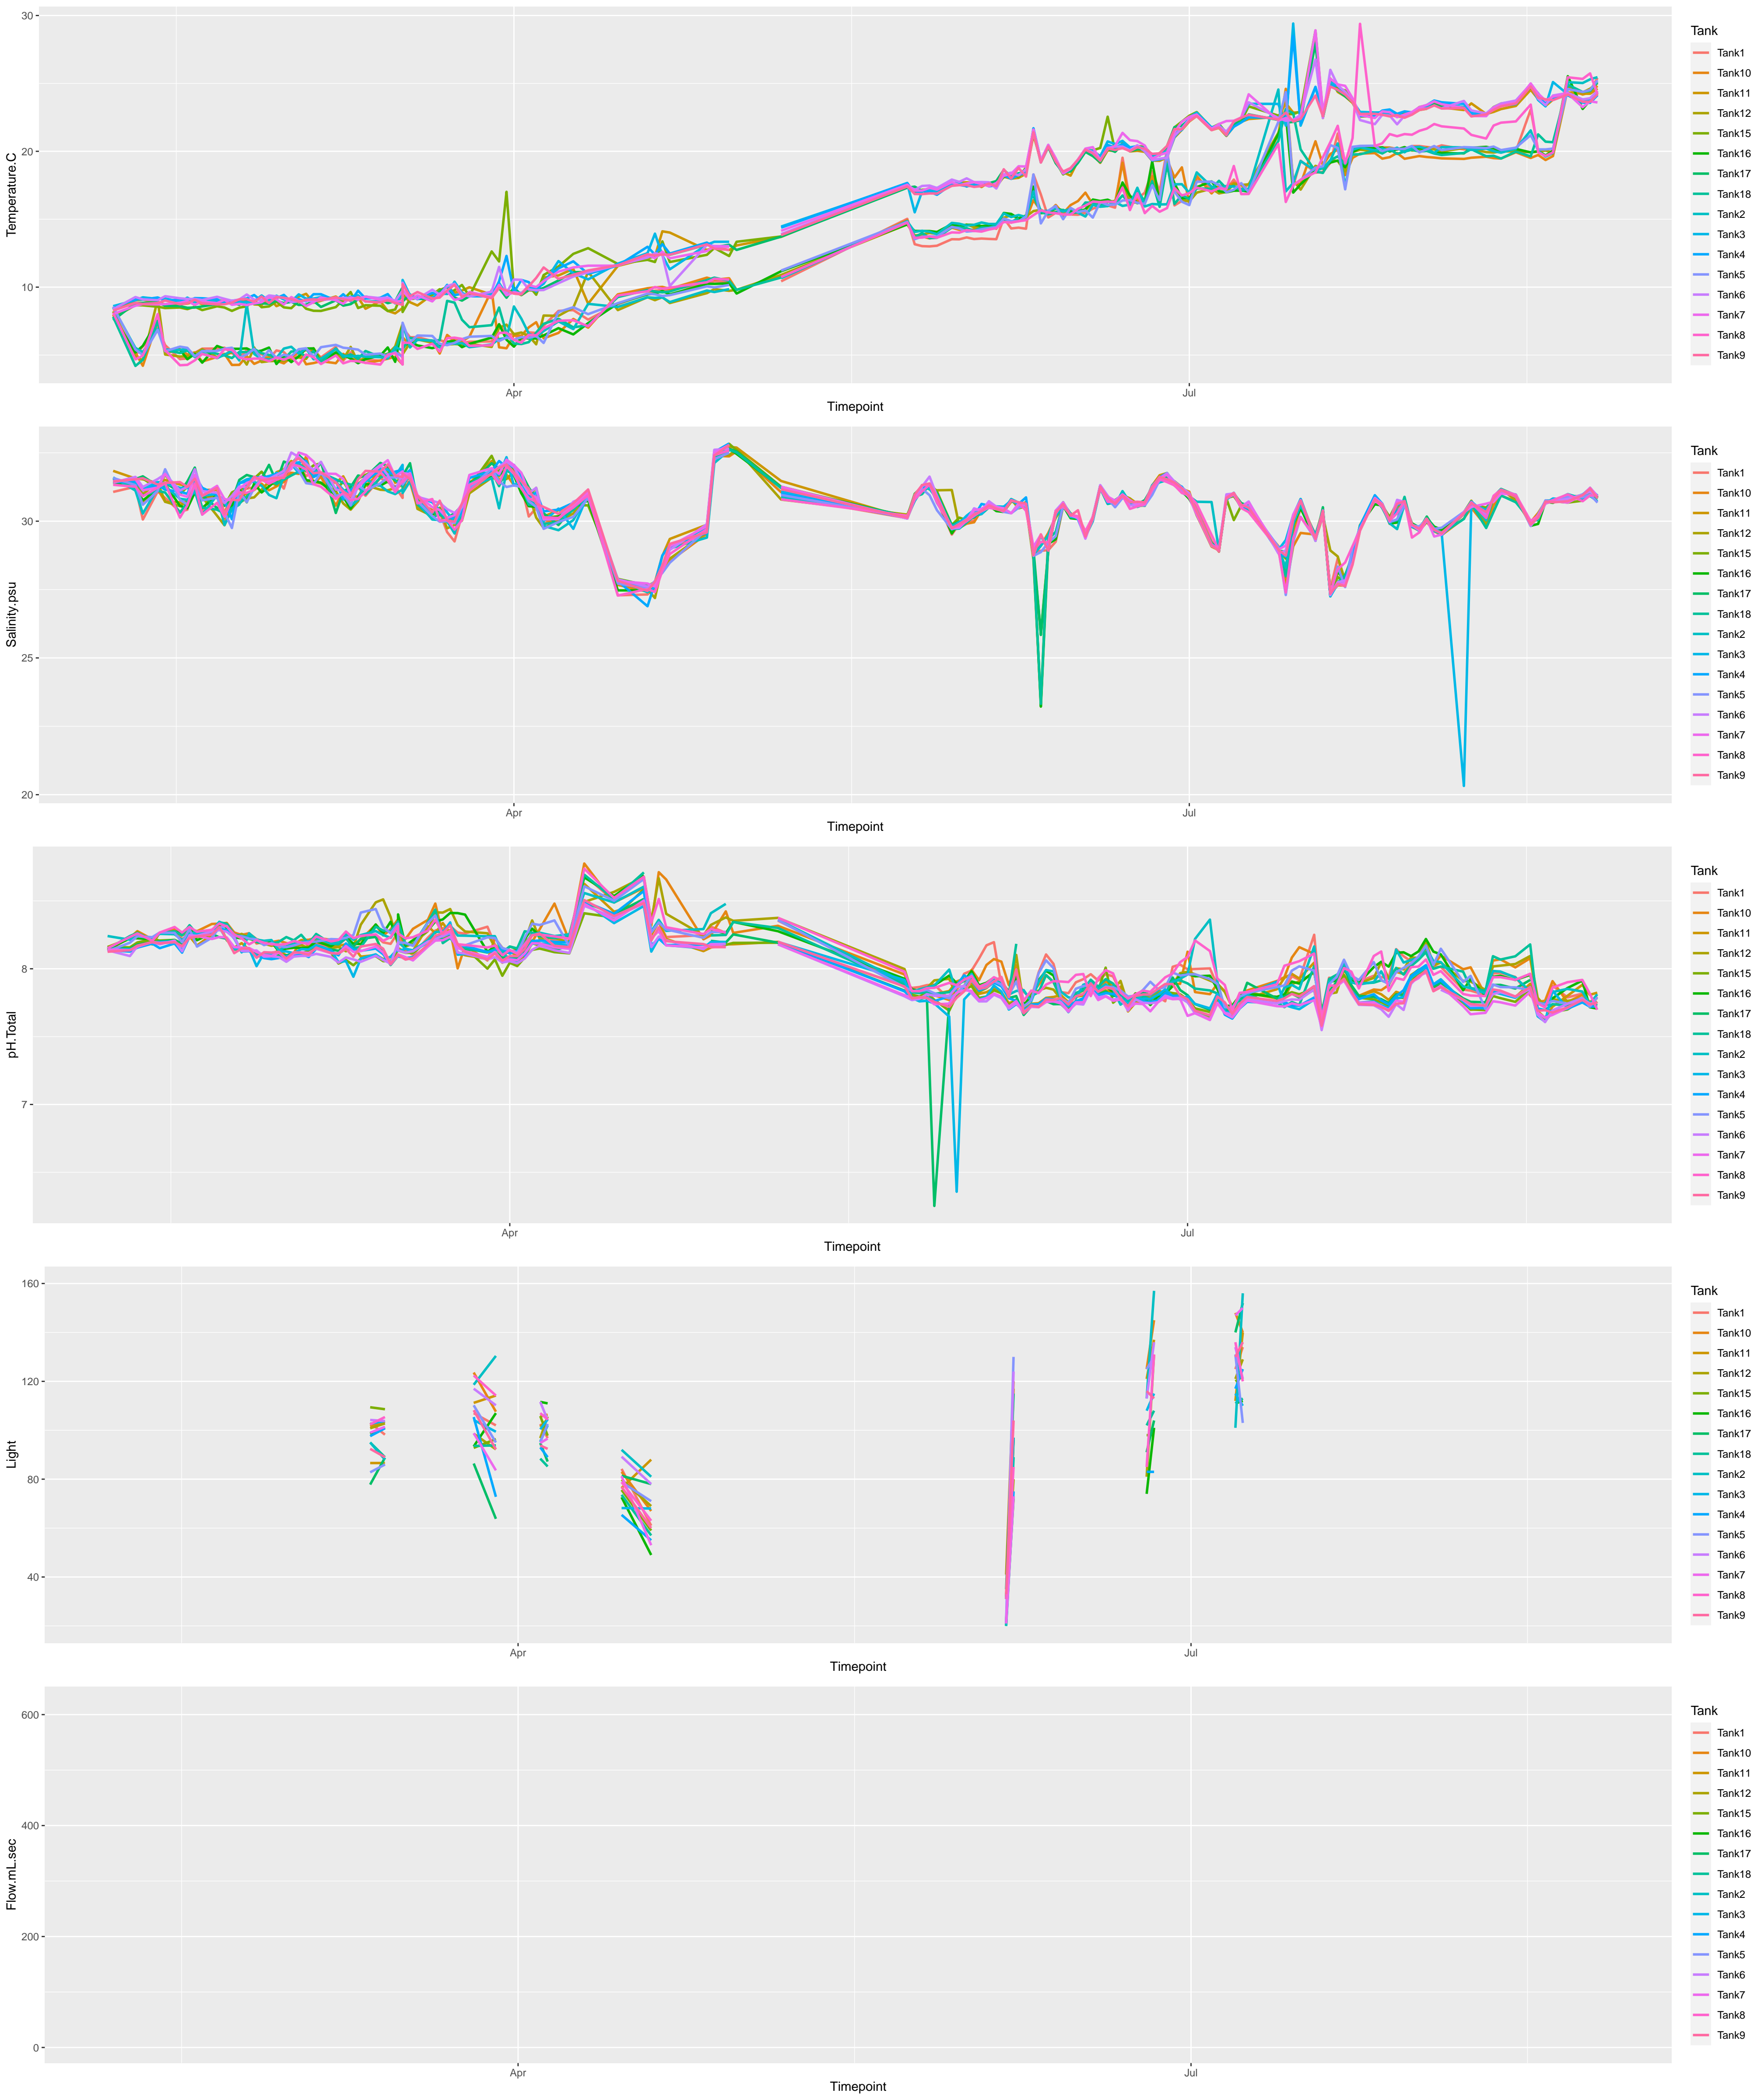 30
20
10
Temperature.C
Apr
Jul
Timepoint
Tank
Tank1
Tank10
Tank11
Tank12
Tank15
Tank16
Tank17
Tank18
Tank2
Tank3
Tank4
Tank5
Tank6
Tank7
Tank8
Tank9
30
25
20
Salinity.psu
Apr
Jul
Timepoint
Tank
Tank1
Tank10
Tank11
Tank12
Tank15
Tank16
Tank17
Tank18
Tank2
Tank3
Tank4
Tank5
Tank6
Tank7
Tank8
Tank9
8
7
pH.Total
Apr
Jul
Timepoint
Tank
Tank1
Tank10
Tank11
Tank12
Tank15
Tank16
Tank17
Tank18
Tank2
Tank3
Tank4
Tank5
Tank6
Tank7
Tank8
Tank9
160
120
80
40
Light
Apr
Jul
Timepoint
Tank
Tank1
Tank10
Tank11
Tank12
Tank15
Tank16
Tank17
Tank18
Tank2
Tank3
Tank4
Tank5
Tank6
Tank7
Tank8
Tank9
600
400
200
0
Flow.mL.sec
Apr
Jul
Timepoint
Tank
Tank1
Tank10
Tank11
Tank12
Tank15
Tank16
Tank17
Tank18
Tank2
Tank3
Tank4
Tank5
Tank6
Tank7
Tank8
Tank9